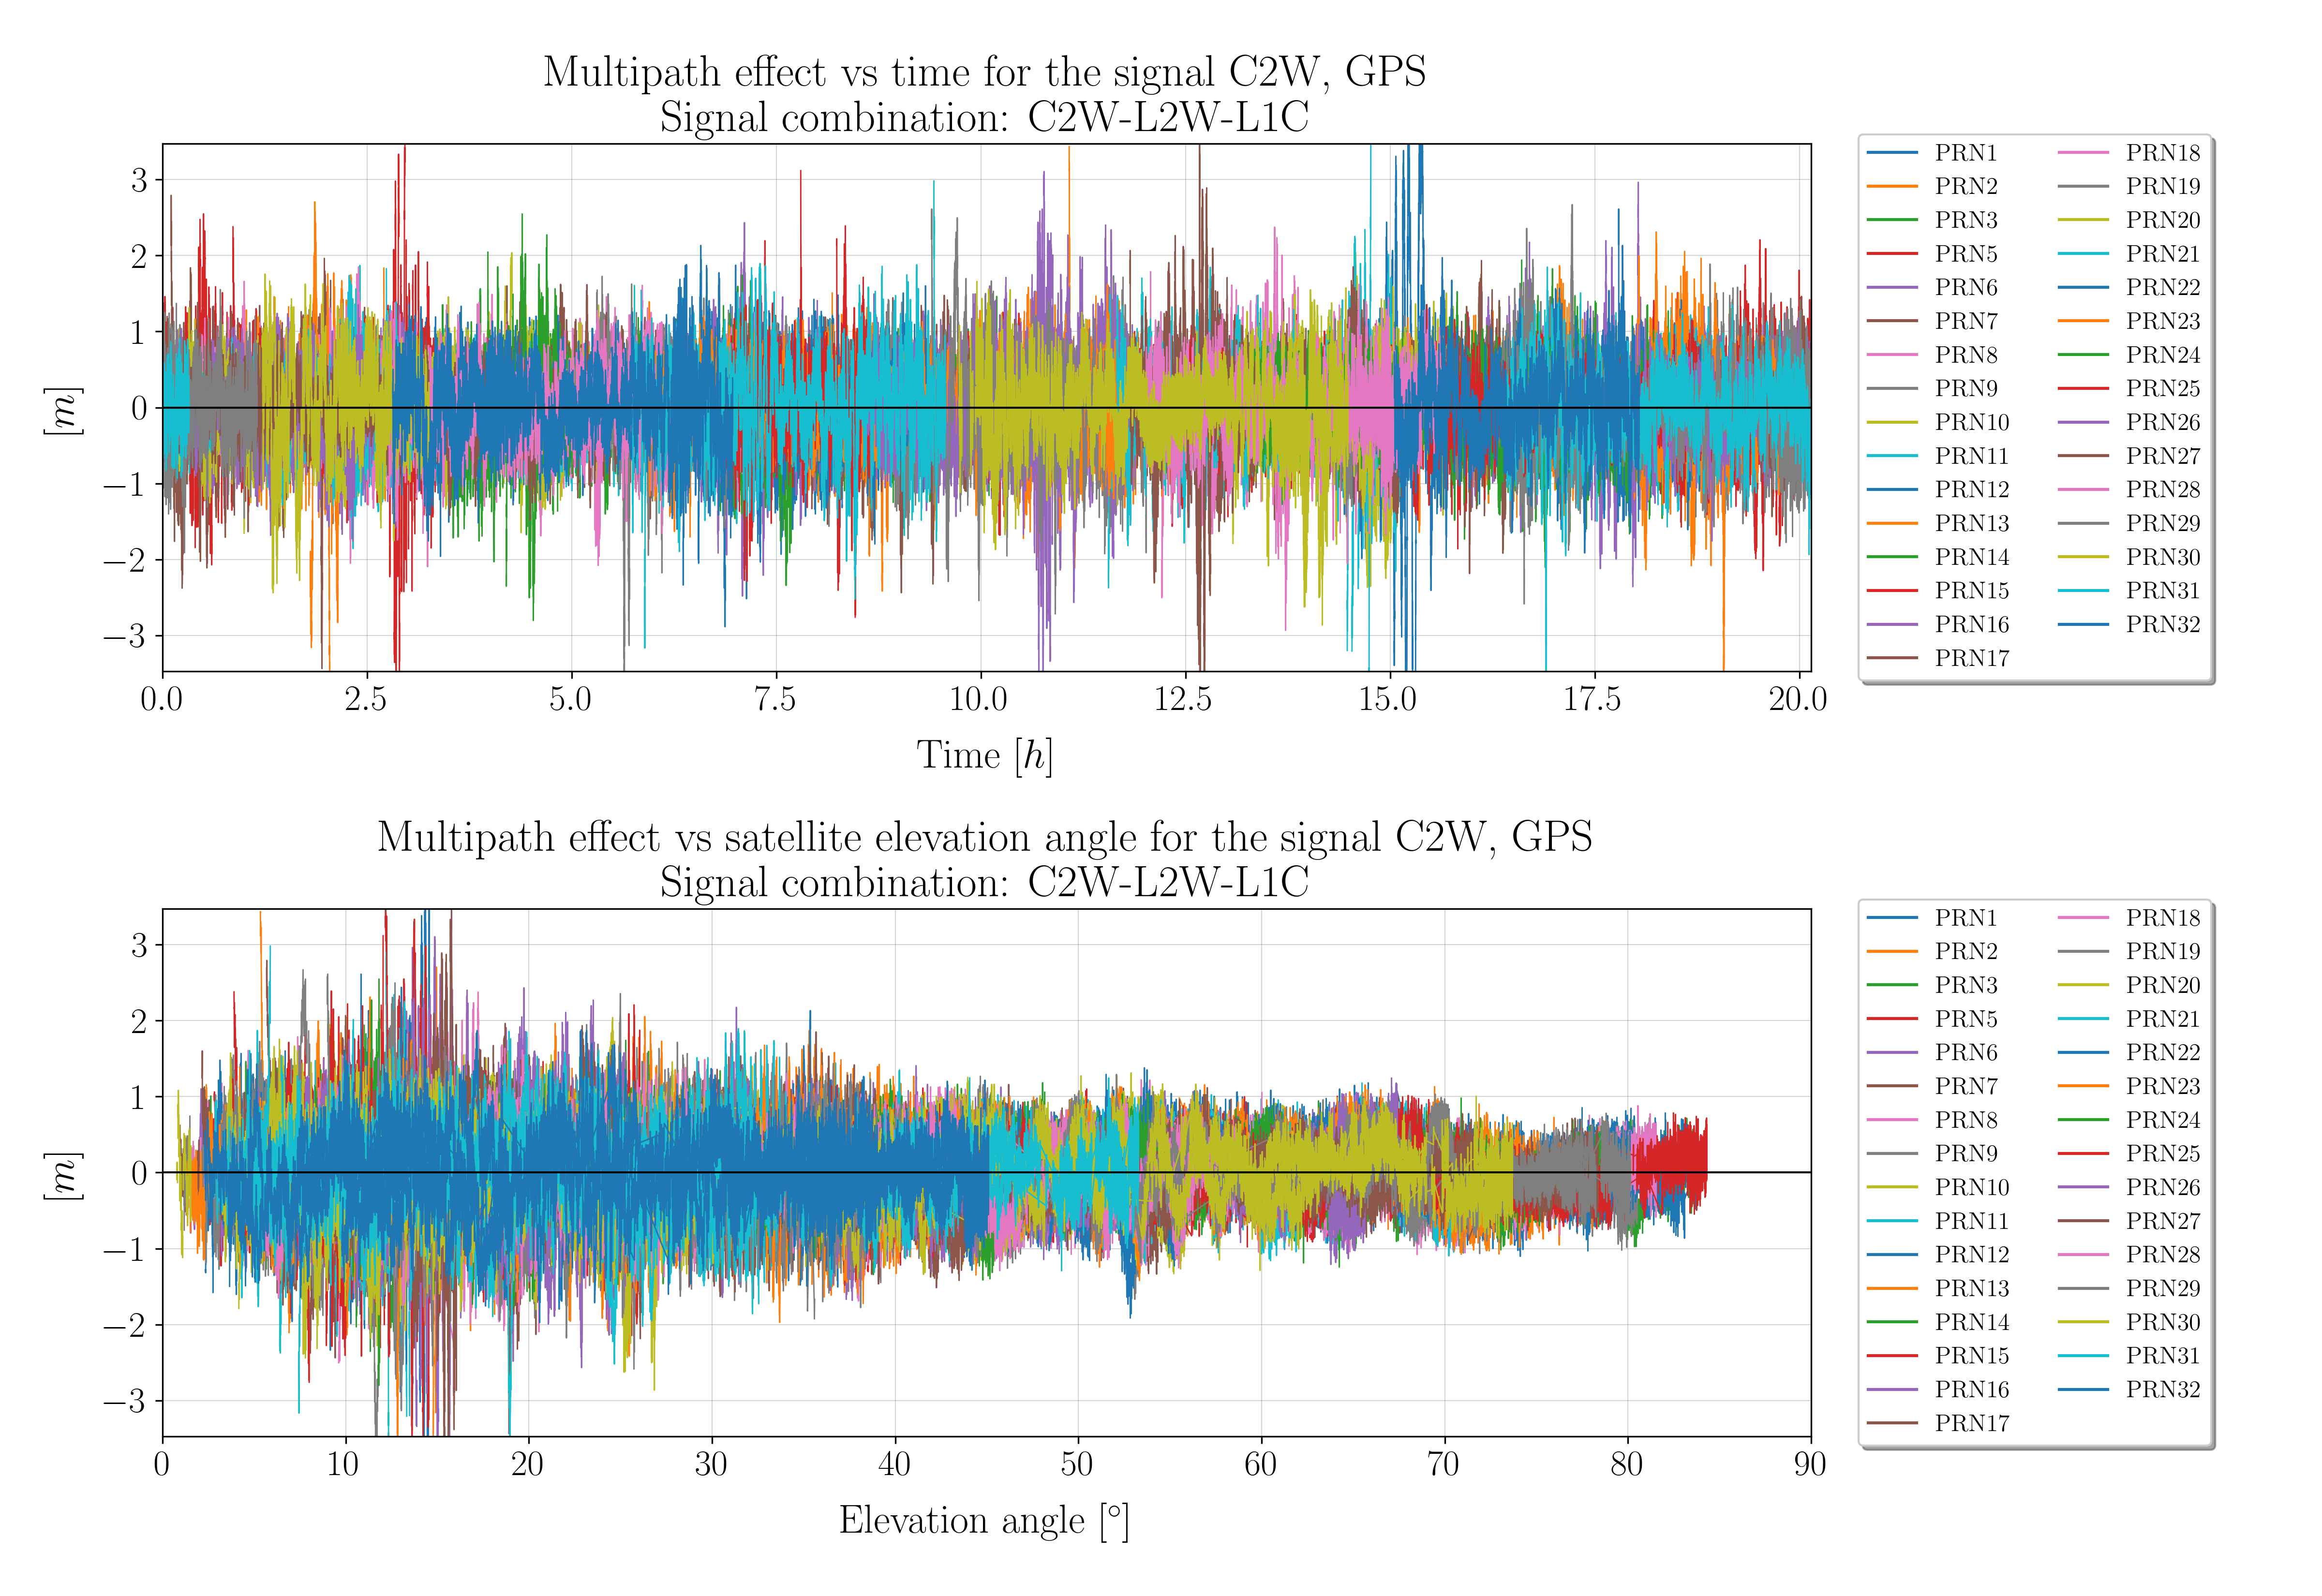 Multipath effect vs time for the signal C2W, GPS
Signal combination: C2W-L2W-L1C
3
2
1
0
−1
−2
−3
[m]
0.0 2.5 5.0 7.5 10.0 12.5 15.0 17.5 20.0
Time [h]
PRN1 PRN18
PRN2 PRN19
PRN3 PRN20
PRN5 PRN21
PRN6 PRN22
PRN7 PRN23
PRN8 PRN24
PRN9 PRN25
PRN10 PRN26
PRN11 PRN27
PRN12 PRN28
PRN13 PRN29
PRN14 PRN30
PRN15 PRN31
PRN16 PRN32
PRN17
Multipath effect vs satellite elevation angle for the signal C2W, GPS
Signal combination: C2W-L2W-L1C
3
2
1
0
−1
−2
−3
[m]
0 10 20 30 40 50 60 70 80 90
Elevation angle [°]
PRN1 PRN18
PRN2 PRN19
PRN3 PRN20
PRN5 PRN21
PRN6 PRN22
PRN7 PRN23
PRN8 PRN24
PRN9 PRN25
PRN10 PRN26
PRN11 PRN27
PRN12 PRN28
PRN13 PRN29
PRN14 PRN30
PRN15 PRN31
PRN16 PRN32
PRN17